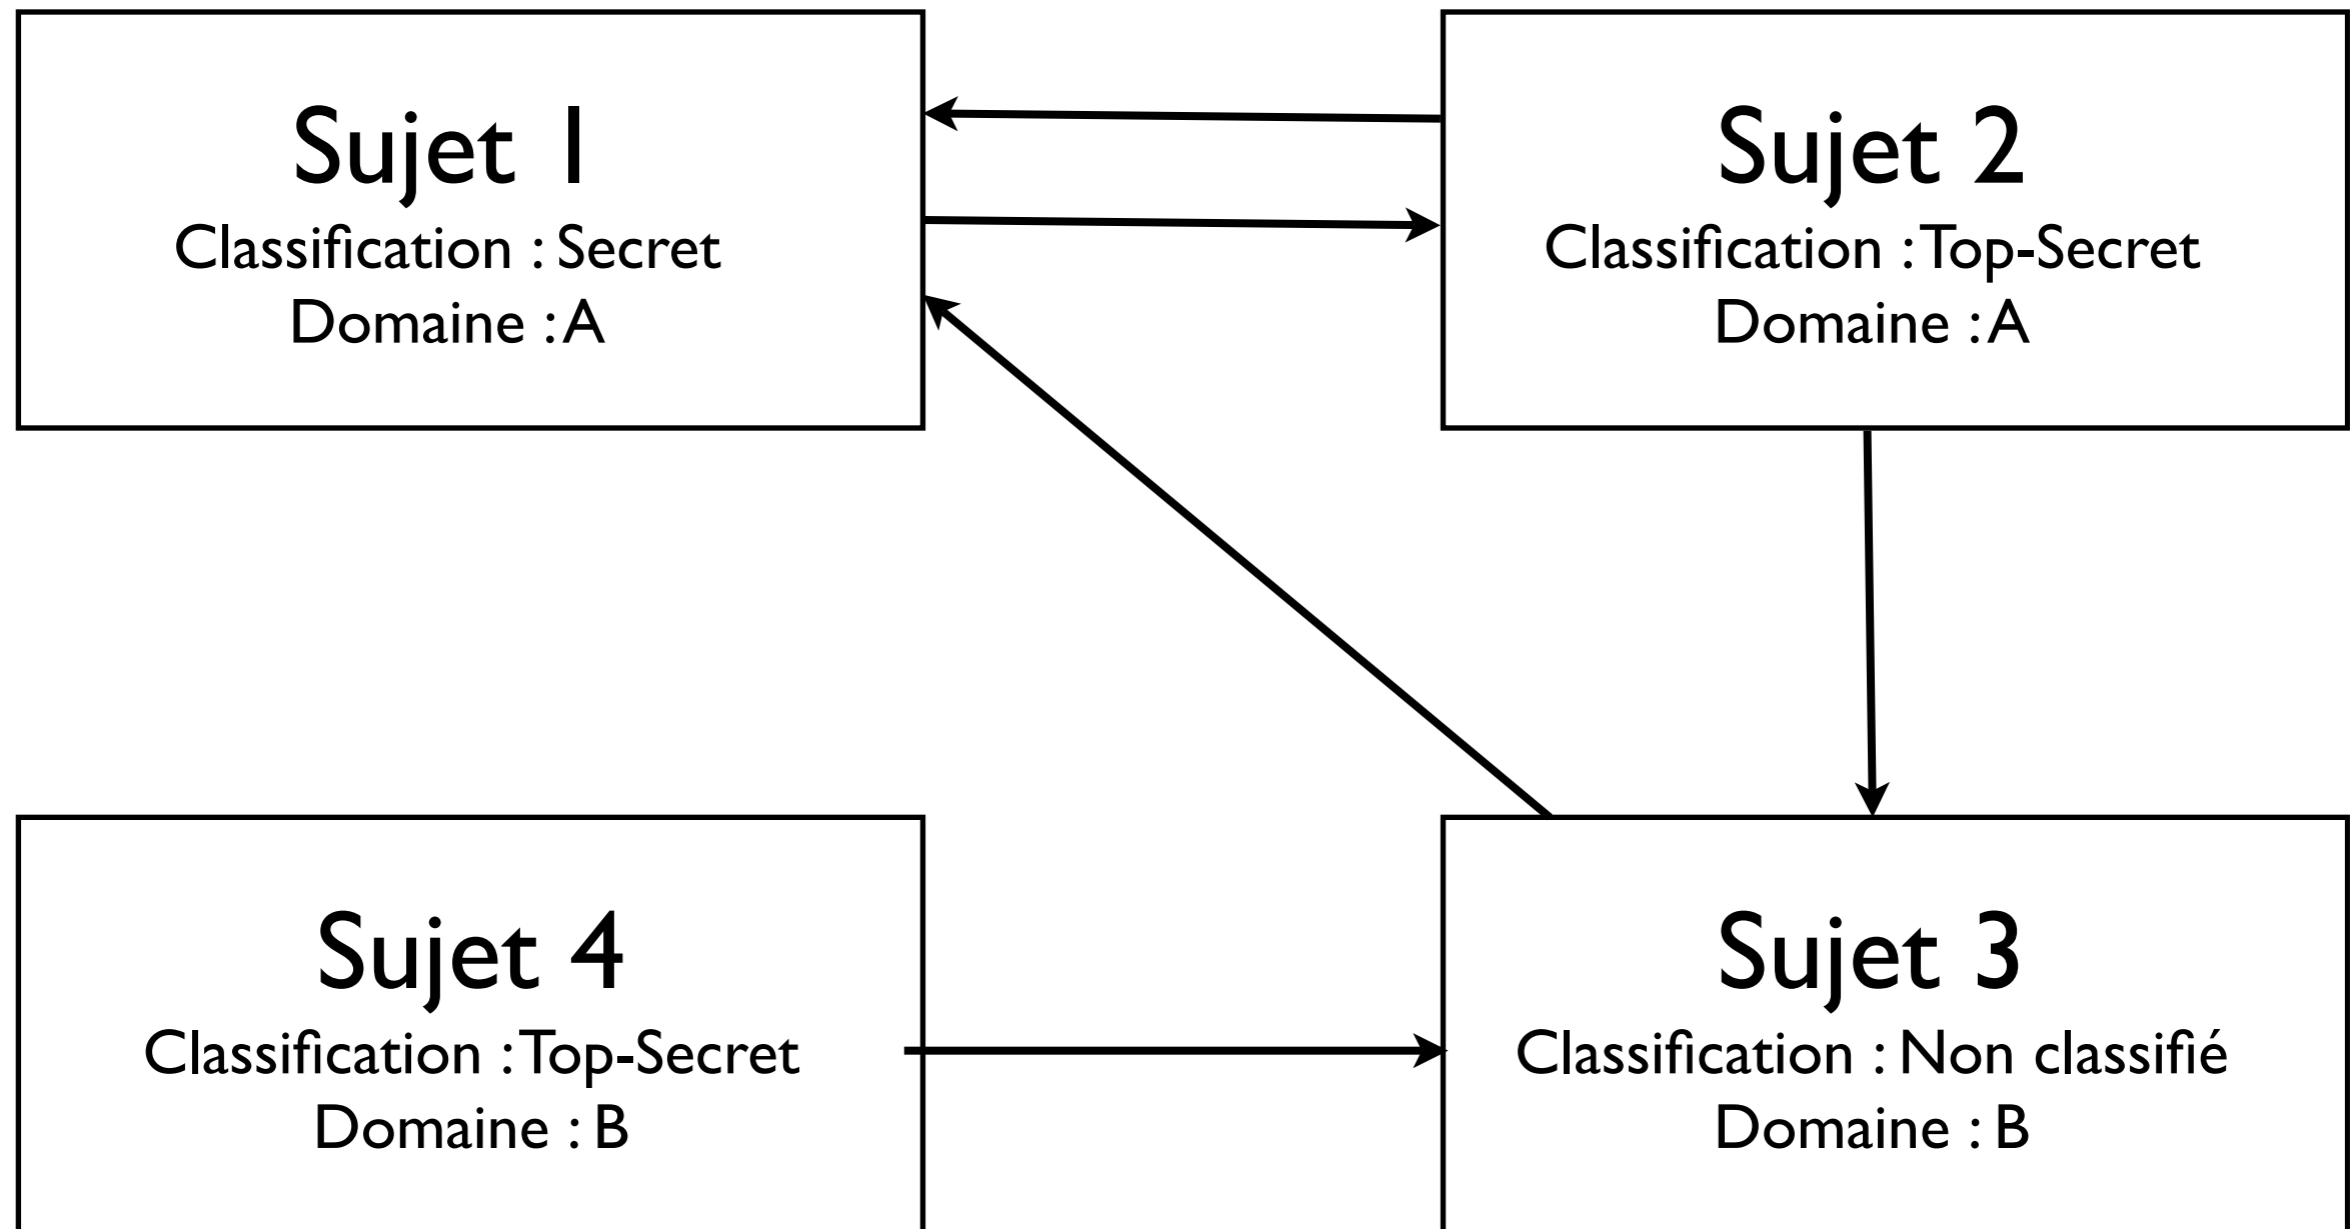 Sujet 1
Classification : Secret
Domaine : A
Sujet 2
Classification : Top-Secret
Domaine : A
Sujet 4
Classification : Top-Secret
Domaine : B
Sujet 3
Classification : Non classifié
Domaine : B